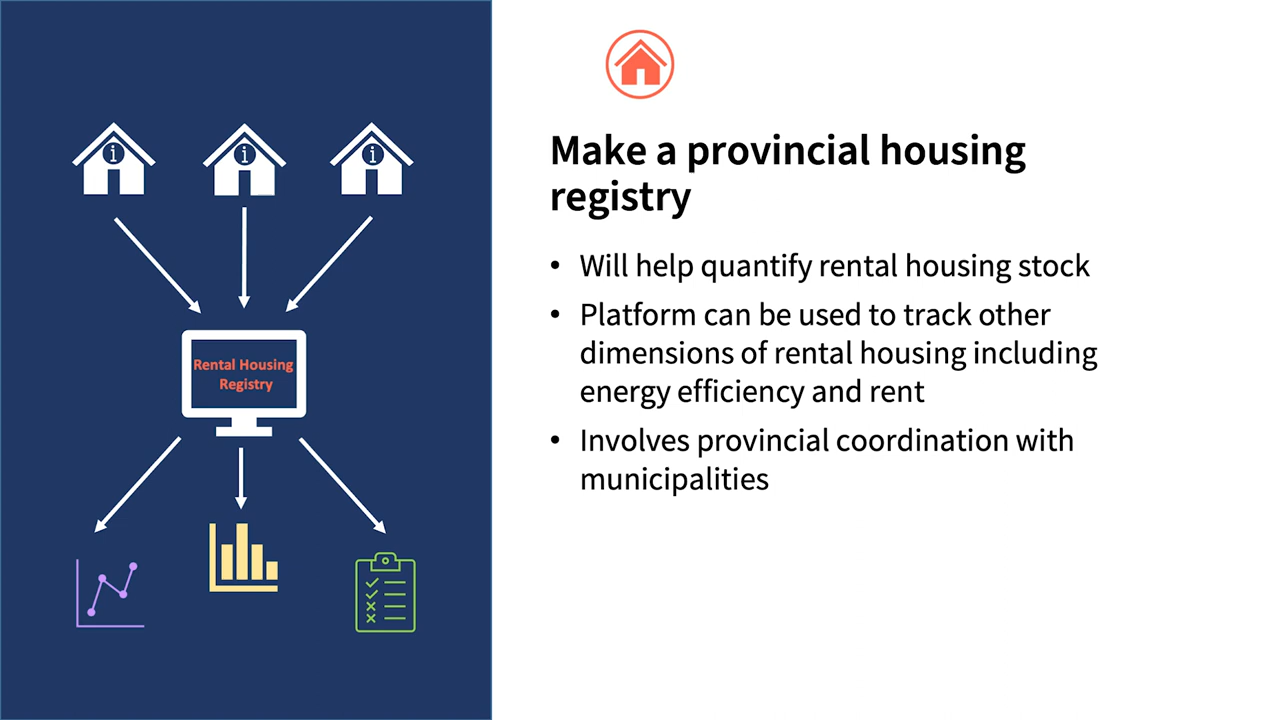 i
i
i
Rental Housing
Registry
Make a provincial housing
registry
• Will help quantify rental housing stock
• Platform can be used to track other
dimensions of rental housing including
energy efficiency and rent
• Involves provincial coordination with
municipalities